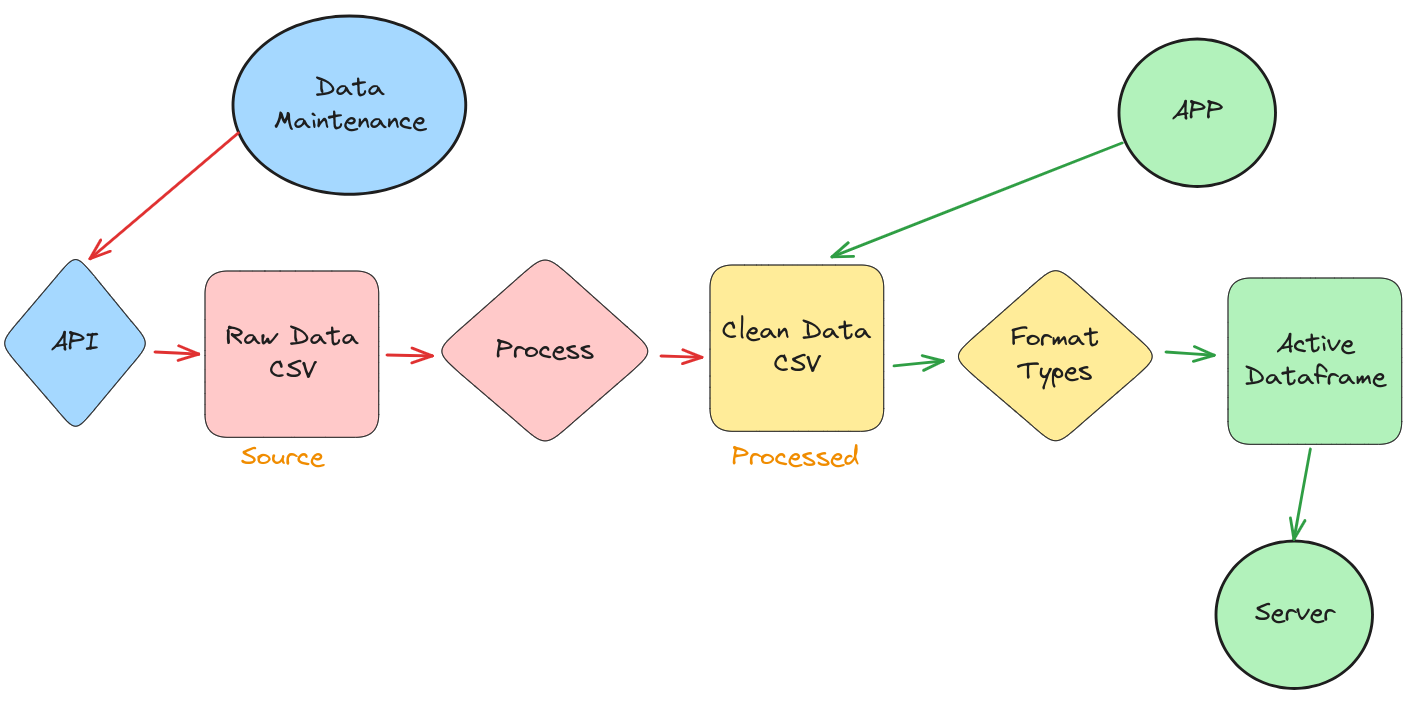 Data
Maintenance
APP
API
Raw Data
CSV
Process
Clean Data
CSV
Format
Types
Active
Dataframe
Source
Processed
Server